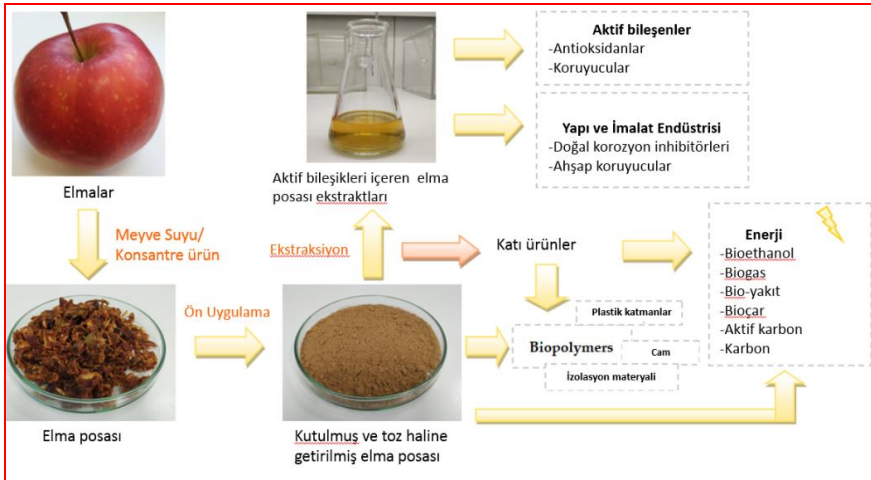 Elmalar
Meyve Suyu/
Konsantre ürün
Elma posası
Ön Uygulama
Kutulmuş ve toz haline
getirilmiş elma posası
Ekstraksiyon
Aktif bileşikleri içeren elma
posası ekstraktları
Aktif bileşenler
-Antioksidanlar
-Koruyucular
Yapı ve İmalat Endüstrisi
-Doğal korozyon inhibitörleri
-Ahşap koruyucular
Katı ürünler
Plastik katmanlar
Biopolymers
Cam
İzolasyon materyali
Enerji
-Bioethanol
-Biogas
-Bio-yakıt
-Bioçar
-Aktif karbon
-Karbon